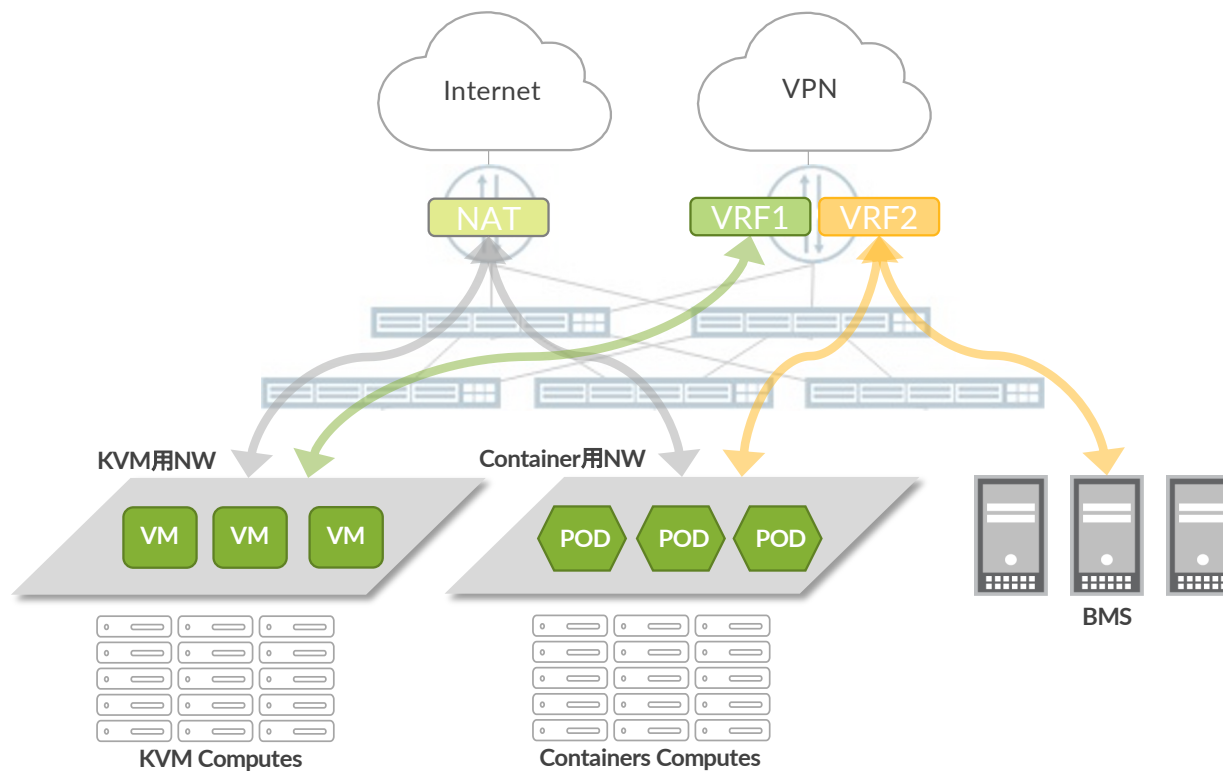 Internet
VPN
NAT
VRF1
VRF2
KVM用NW
Container用NW
VM
VM
VM
POD
POD
POD
BMS
KVM Computes
Containers Computes